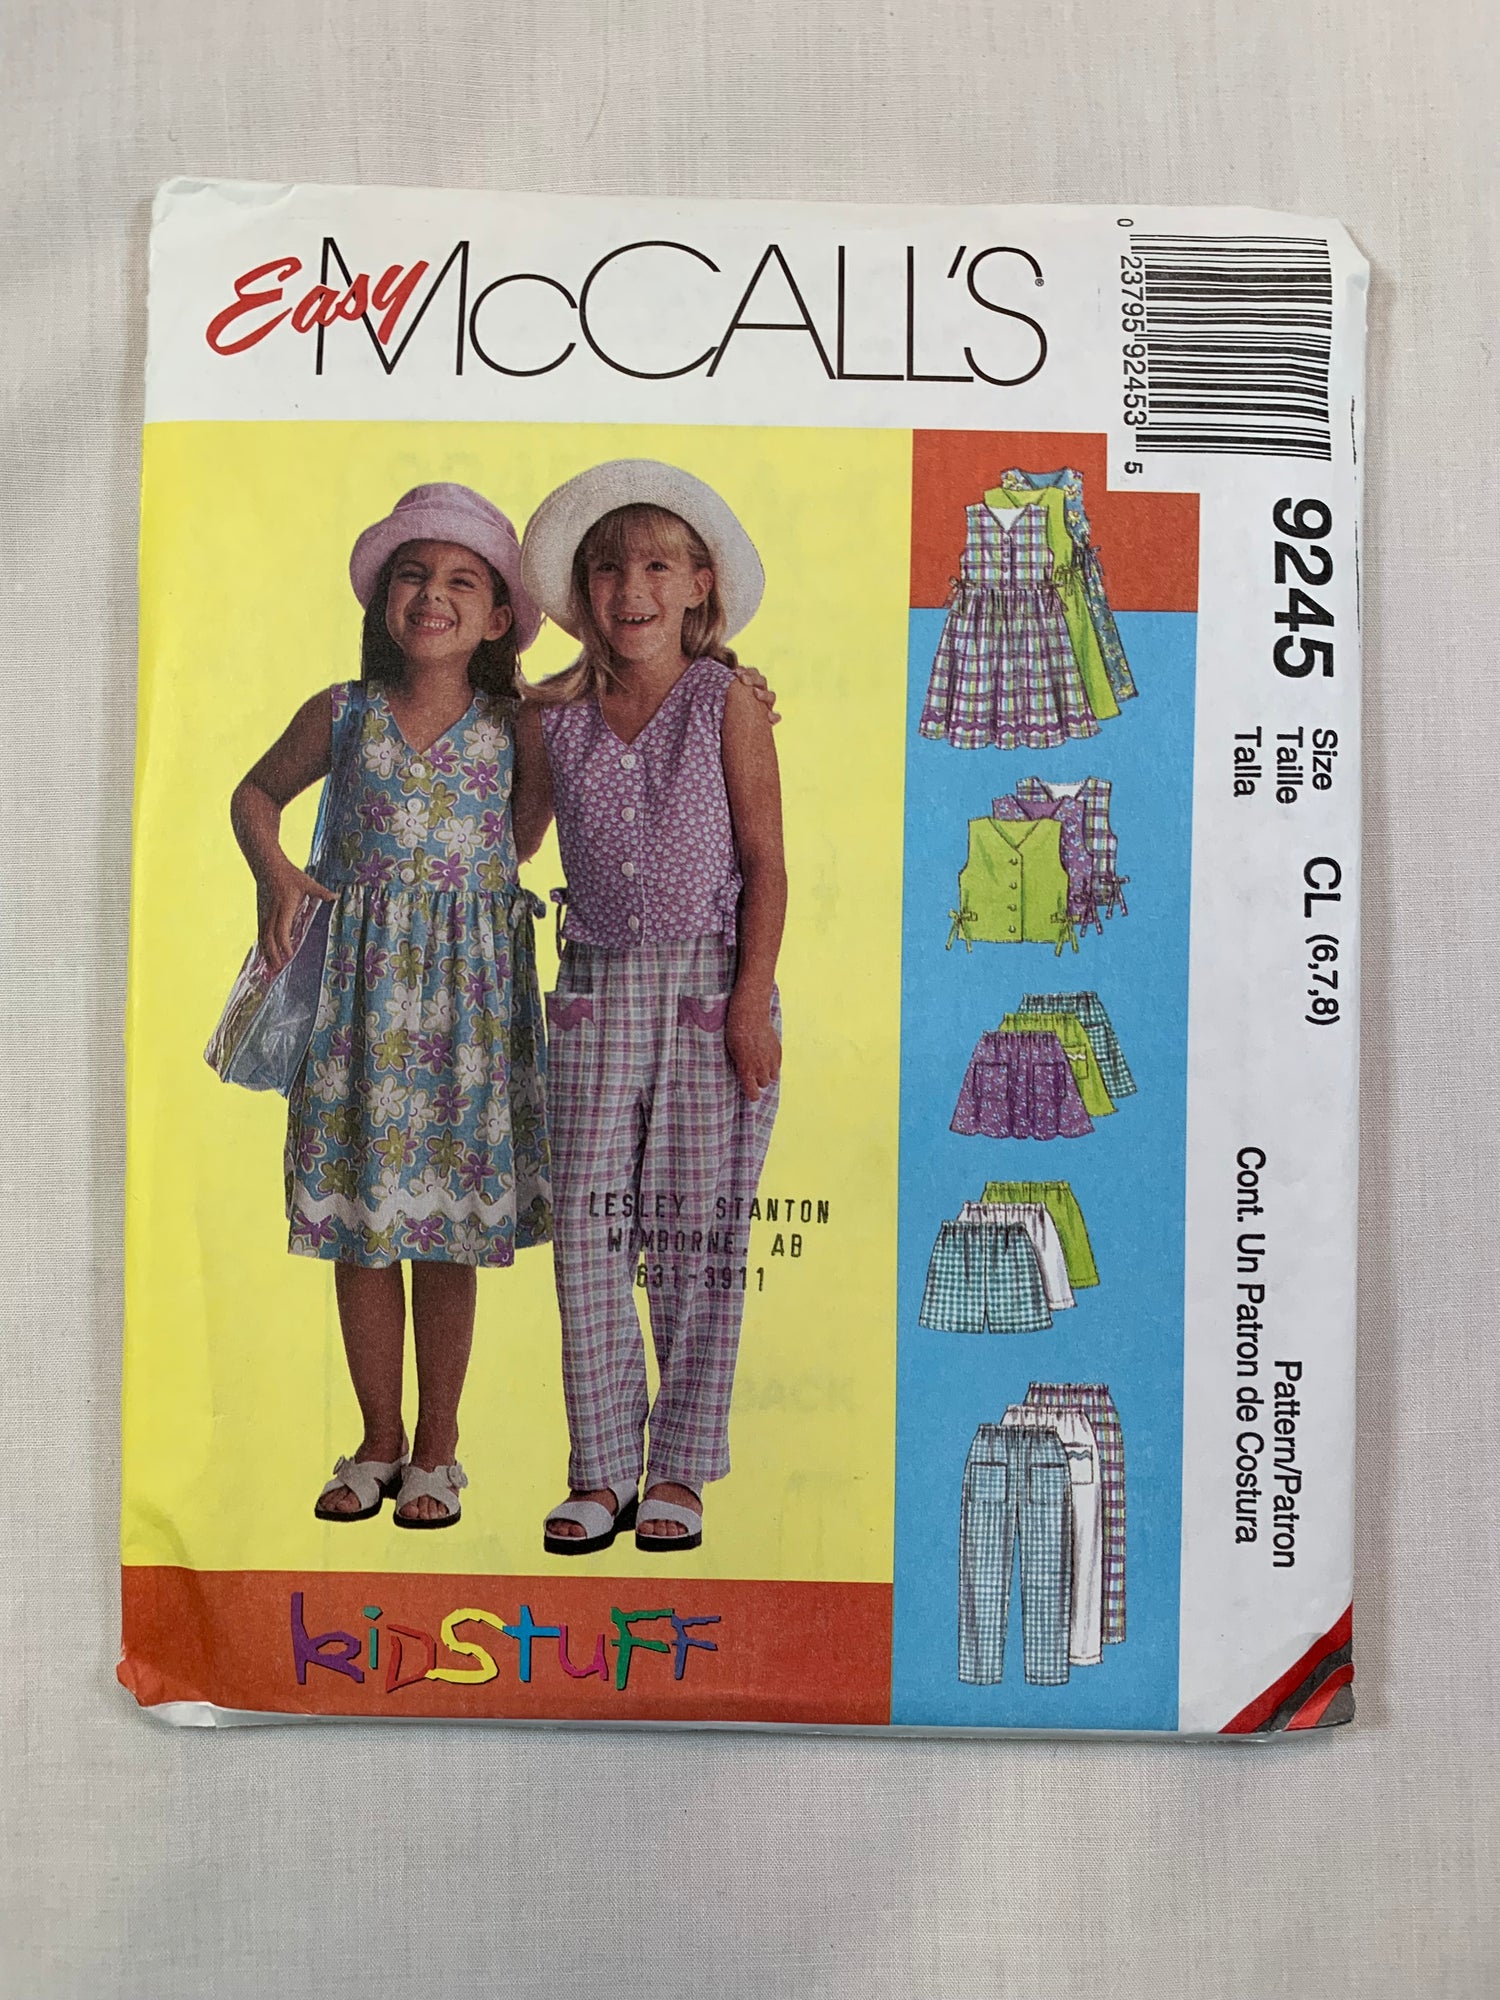 Easy McCALL'S®
0 23795 92453 5
9245
Size
Taille
Talla
CL (6,7,8)
Pattern/Patron
Cont. Un Patron de Costura
LESLEY STANTON
WIMBORNE, AB
631-3911
KiDStuFF